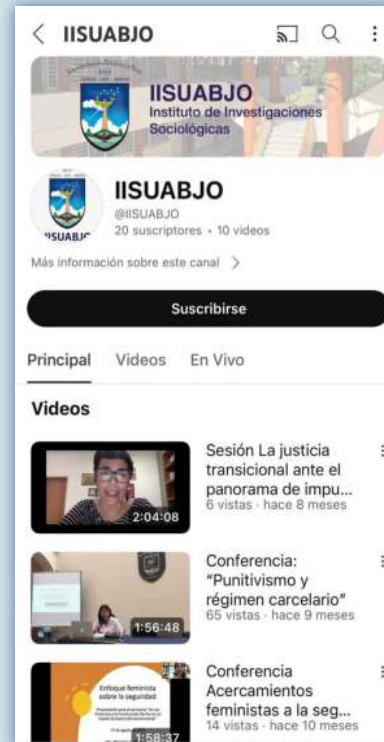 IISUABJO
IISUABJO
Instituto de Investigaciones
Sociológicas
IISUABJO
IISUABJO
@IISUABJO
20 suscriptores • 10 videos
Más información sobre este canal
Suscribirse
Principal Videos En Vivo
Videos
Sesión La justicia
transicional ante el
panorama de impu...
6 vistas · hace 8 meses
2:04:08
Conferencia:
"Punitivismo y
régimen carcelario"
65 vistas · hace 9 meses
1:56:48
Conferencia
Acercamientos
feministas a la seg...
14 vistas · hace 10 meses
Enfoque feminista
sobre la seguridad
1:58:37